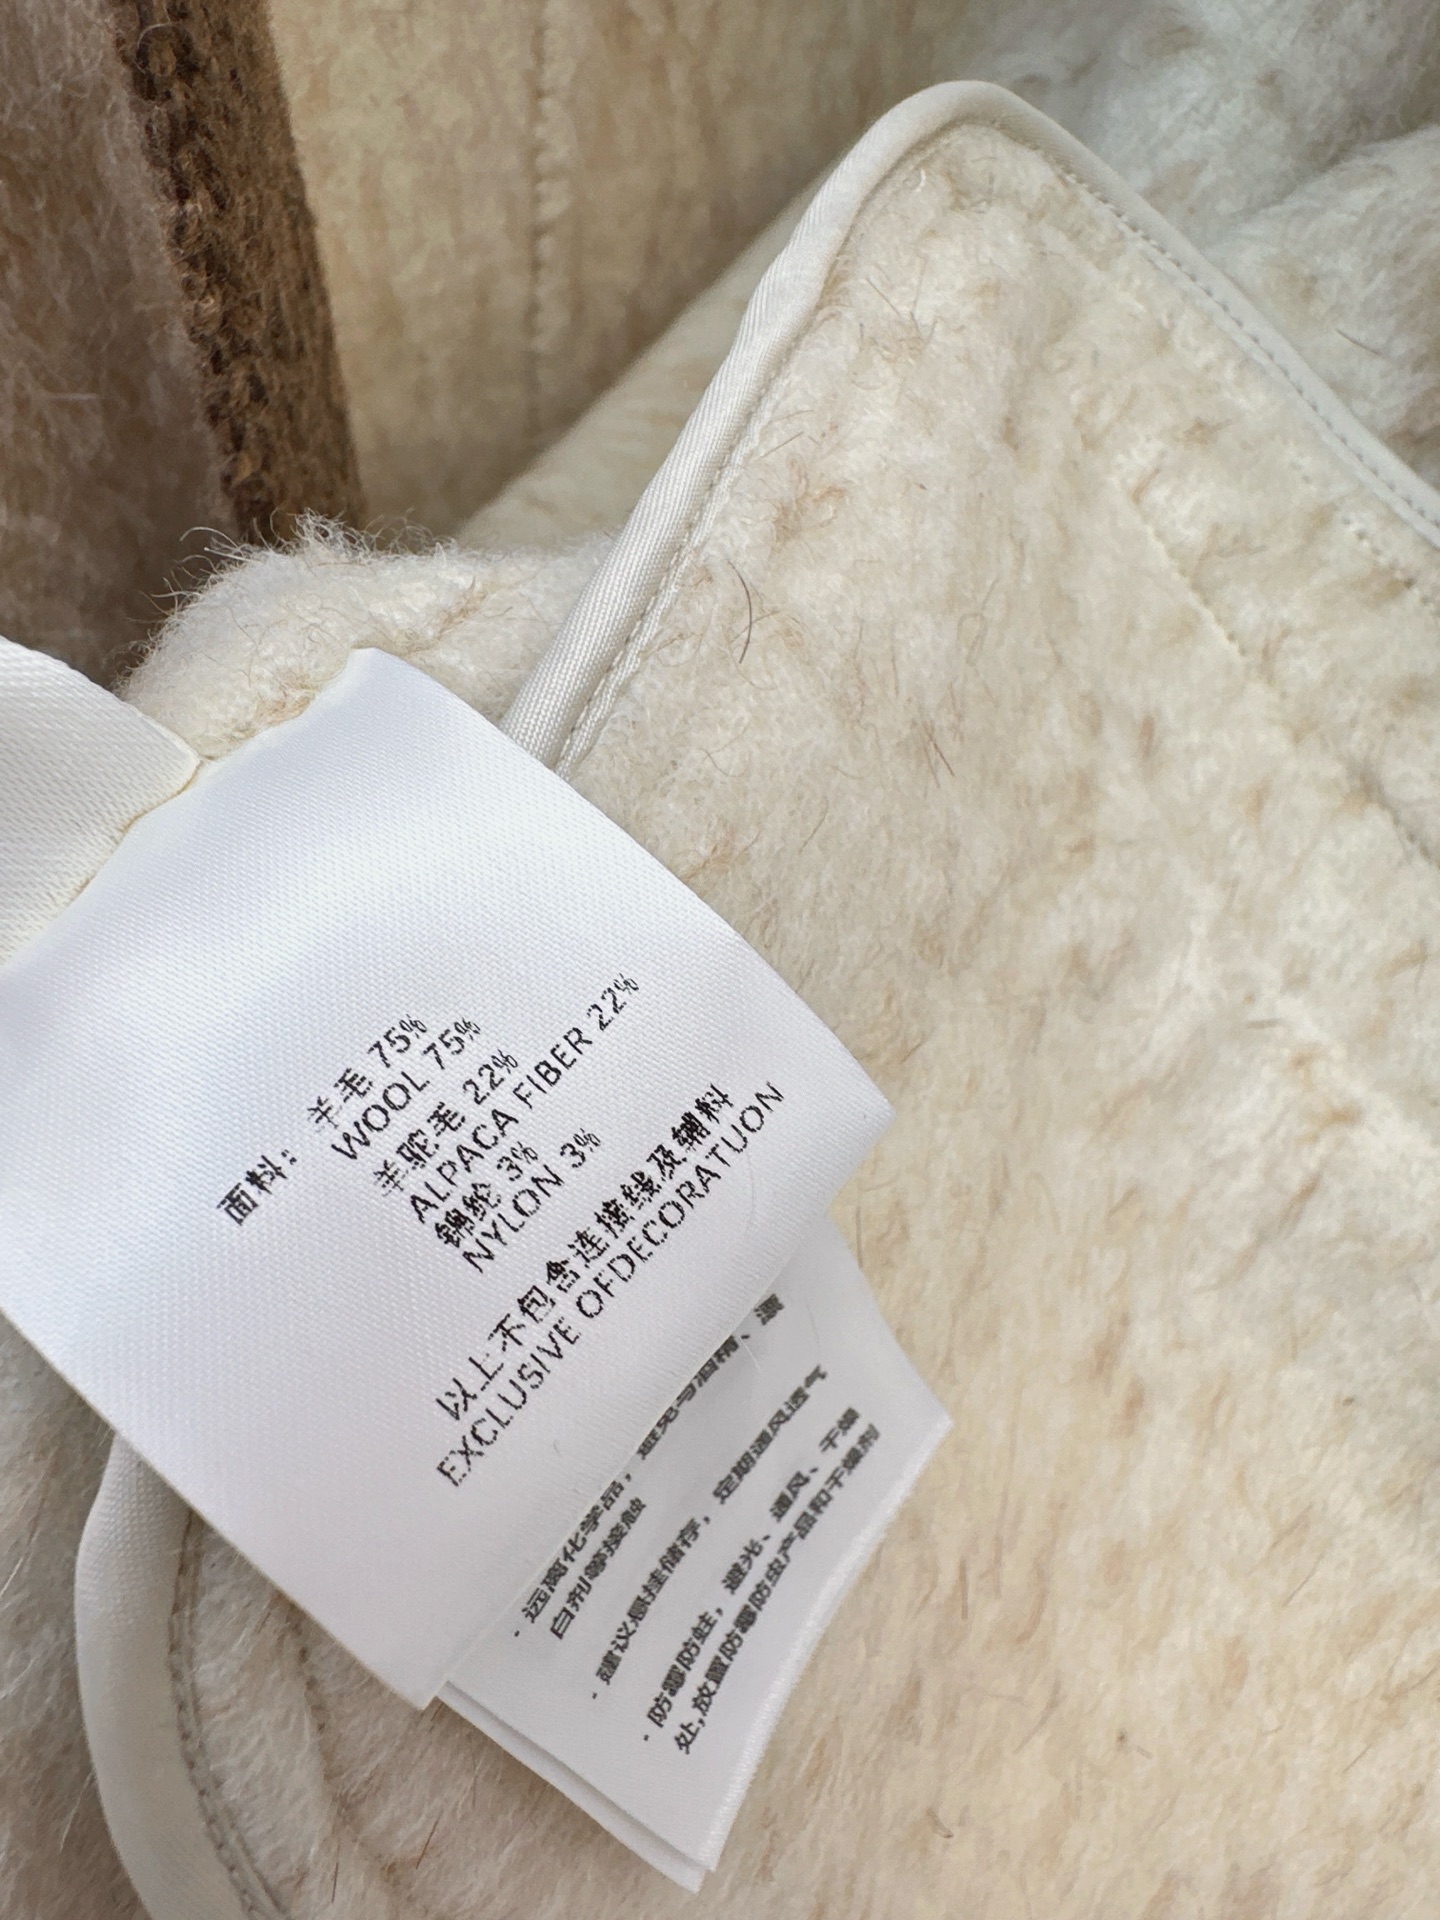 面料： 羊毛 75%
WOOL 75%
羊驼毛 22%
ALPACA FIBER 22%
锦纶 3%
NYLON 3%
以上不包含连接线及辅料
EXCLUSIVE OFDECORATUON
· 远离化学品，避免与酒精、漂
白剂等接触
· 建议悬挂储存，定期通风透气
· 防霉防蛀，避光、通风、干燥
处,放置防霉防虫产品和干燥剂